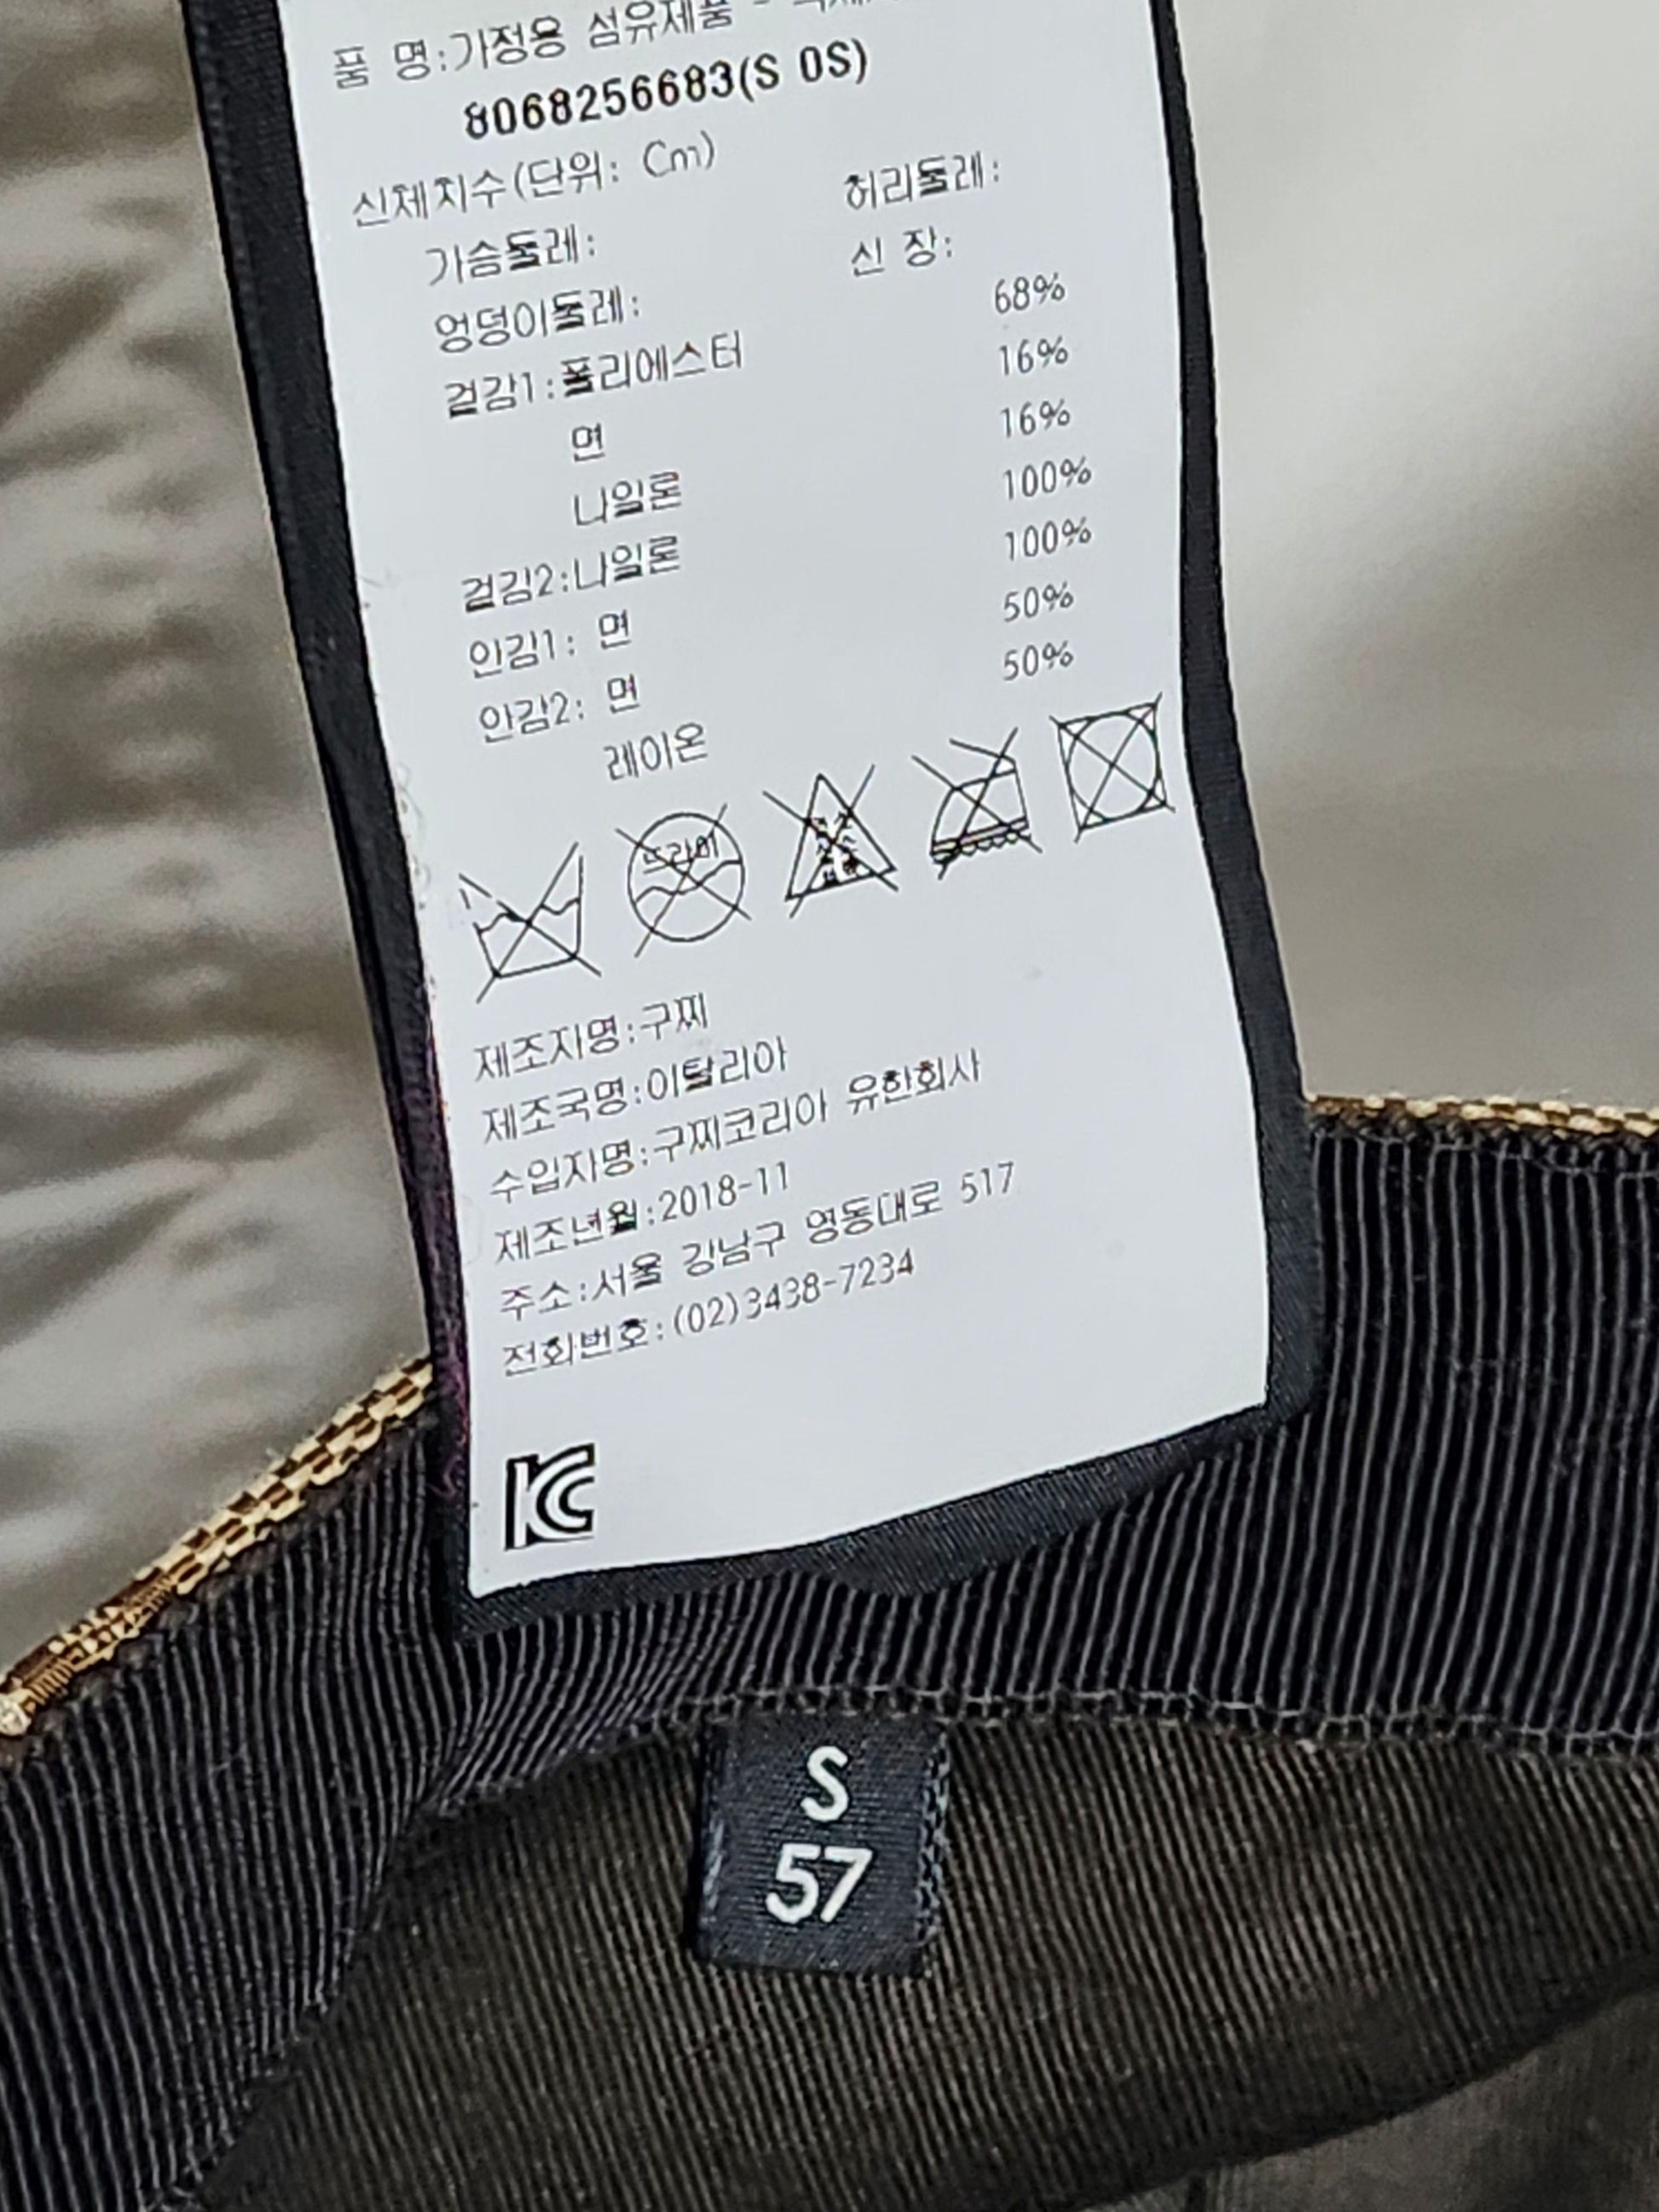 품 명:가정용 섬유제품 -
8068256683(S OS)
신체치수(단위: Cm)
가슴둘레: 허리둘레:
엉덩이둘레: 신 장:
겉감1:폴리에스터 68%
면 16%
나일론 16%
겉감2:나일론 100%
안감1: 면 100%
안감2: 면 50%
레이온 50%
드라이
제조자명:구찌
제조국명:이탈리아
수입자명:구찌코리아 유한회사
제조년월:2018-11
주소:서울 강남구 영동대로 517
전화번호:(02)3438-7234
KC
S
57